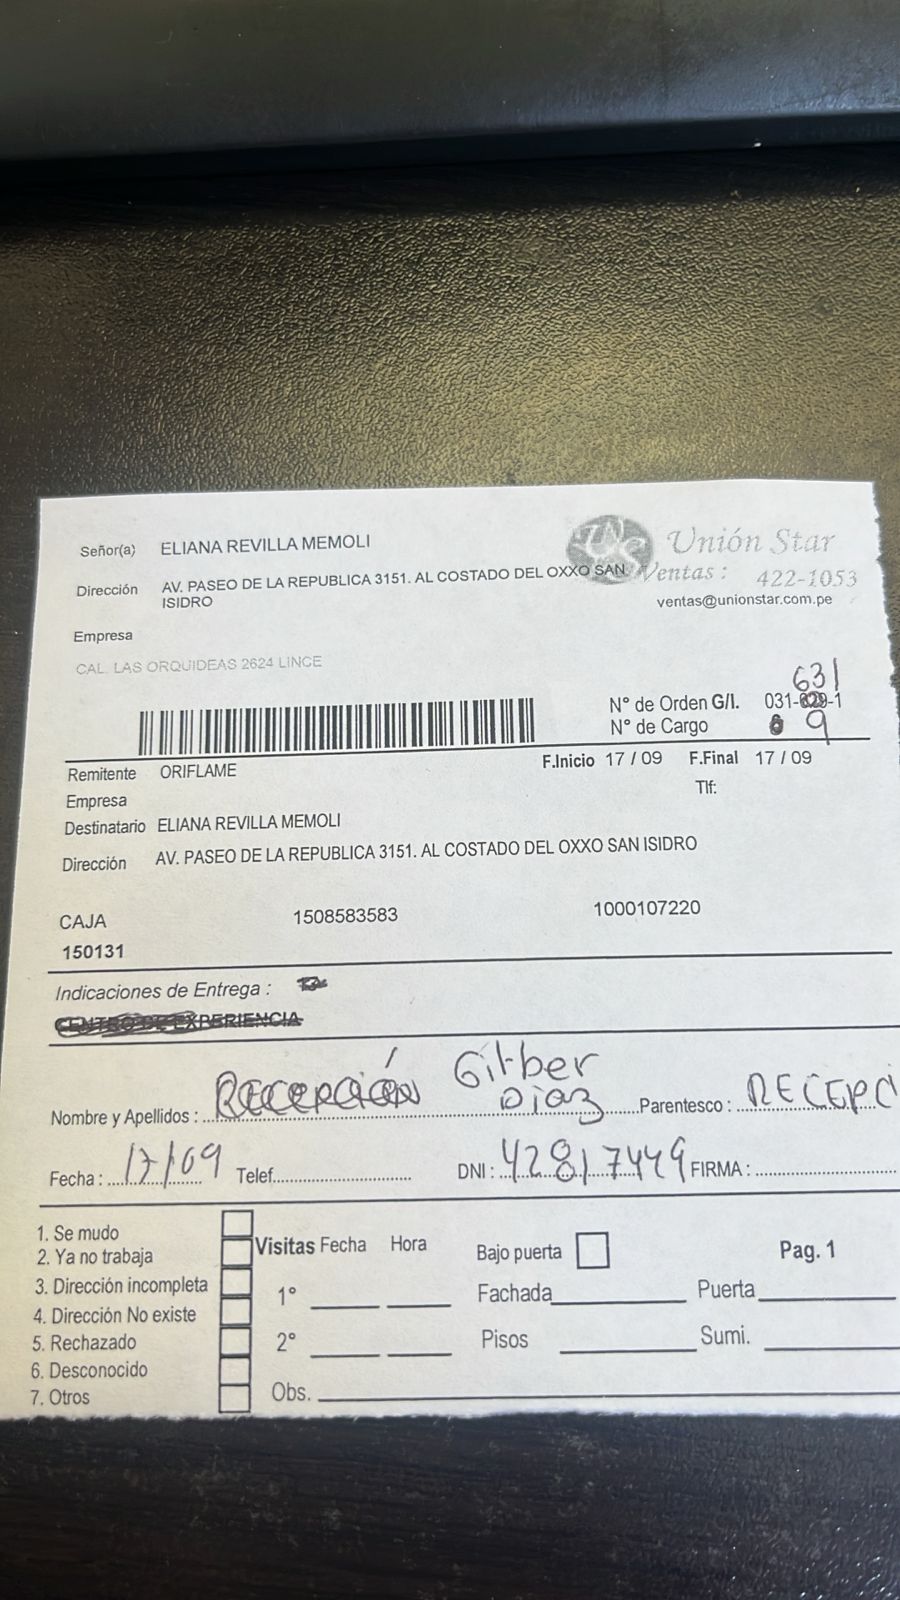 Señor(a) ELIANA REVILLA MEMOLI
Unión Star
Dirección AV. PASEO DE LA REPUBLICA 3151. AL COSTADO DEL OXXO SAN ISIDRO
Ventas : 422-1053
ventas@unionstar.com.pe
Empresa
CAL. LAS ORQUIDEAS 2624 LINCE
631
N° de Orden G/I. 031-629-1
N° de Cargo 6 9
Remitente ORIFLAME
F.Inicio 17 / 09 F.Final 17 / 09
Empresa
Tlf:
Destinatario ELIANA REVILLA MEMOLI
Dirección AV. PASEO DE LA REPUBLICA 3151. AL COSTADO DEL OXXO SAN ISIDRO
CAJA 1508583583 1000107220
150131
Indicaciones de Entrega :
CENTRO DE EXPERIENCIA
Nombre y Apellidos : RECEPCIÓN Gilber Diaz Parentesco : RECEPCI
Fecha : 17/09 Telef. DNI : 42817449 FIRMA :
1. Se mudo
2. Ya no trabaja
3. Dirección incompleta
4. Dirección No existe
5. Rechazado
6. Desconocido
7. Otros
Visitas Fecha Hora Bajo puerta Pag. 1
1° Fachada Puerta
2° Pisos Sumi.
Obs.